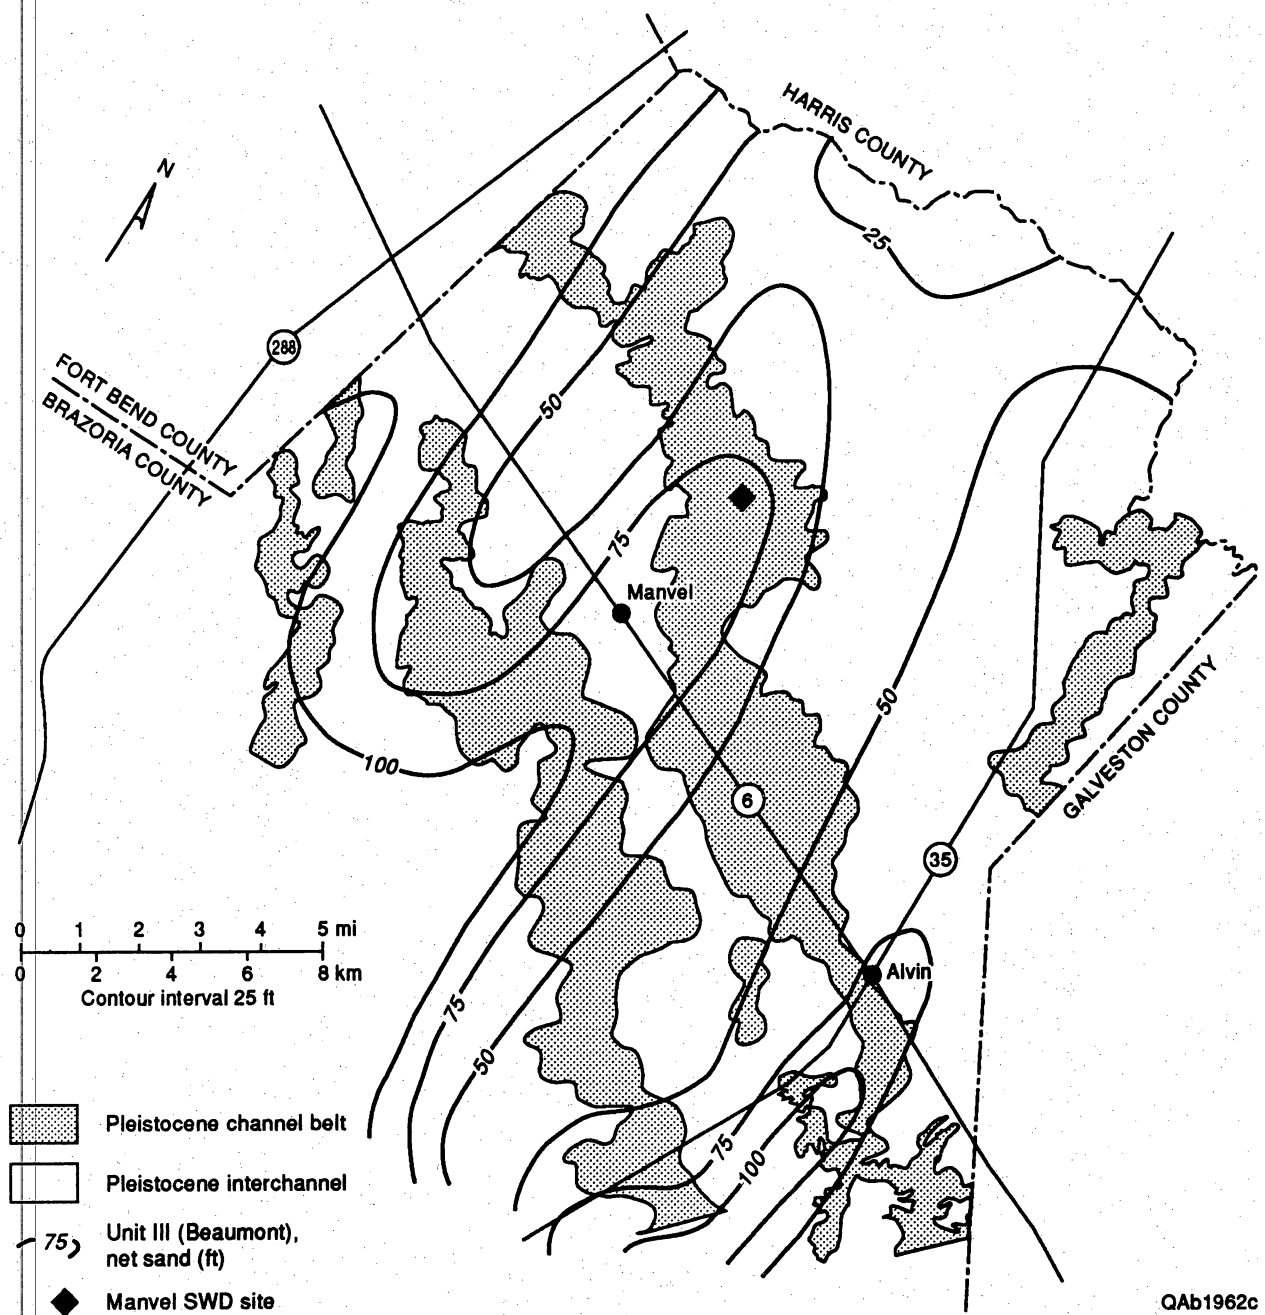 HARRIS COUNTY
N
25
288
FORT BEND COUNTY
BRAZORIA COUNTY
50
75
Manvel
50
GALVESTON COUNTY
100
6
35
Alvin
0 1 2 3 4 5 mi
0 2 4 6 8 km
Contour interval 25 ft
75
50
75
100
Pleistocene channel belt
Pleistocene interchannel
75
Unit III (Beaumont),
net sand (ft)
Manvel SWD site
QAb1962c